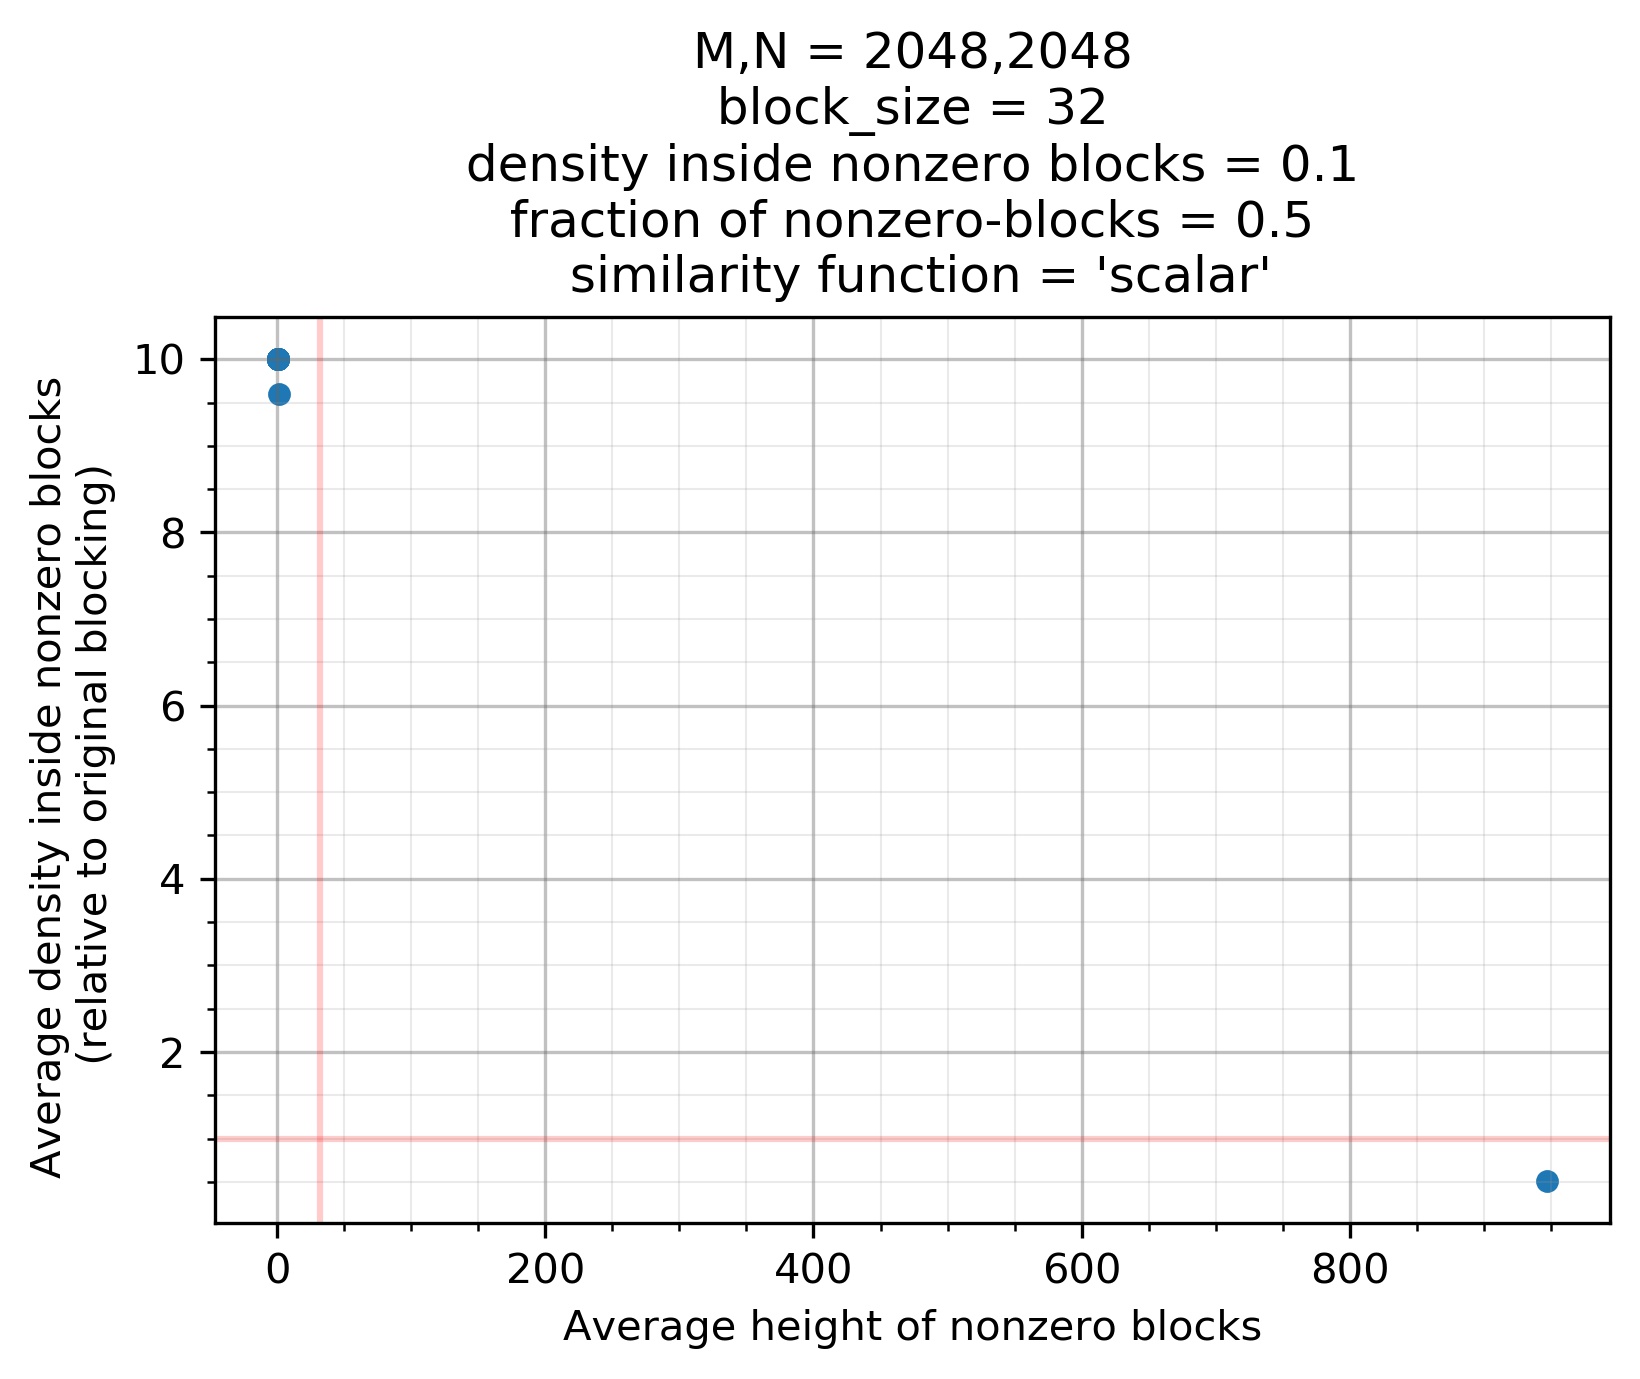 M,N = 2048,2048
block_size = 32
density inside nonzero blocks = 0.1
fraction of nonzero-blocks = 0.5
similarity function = 'scalar'
Average density inside nonzero blocks
(relative to original blocking)
10
8
6
4
2
0 200 400 600 800
Average height of nonzero blocks